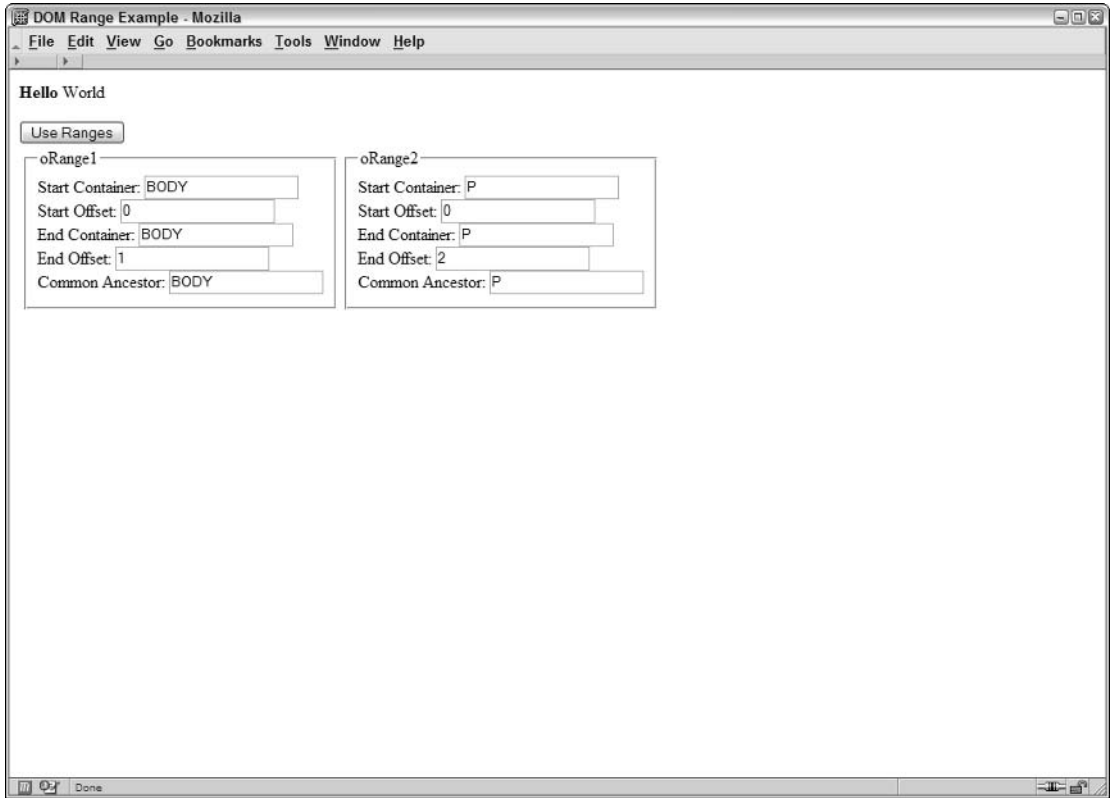 DOM Range Example - Mozilla
File Edit View Go Bookmarks Tools Window Help
Hello World
Use Ranges
oRange1
Start Container: BODY
Start Offset: 0
End Container: BODY
End Offset: 1
Common Ancestor: BODY
oRange2
Start Container: P
Start Offset: 0
End Container: P
End Offset: 2
Common Ancestor: P
Done